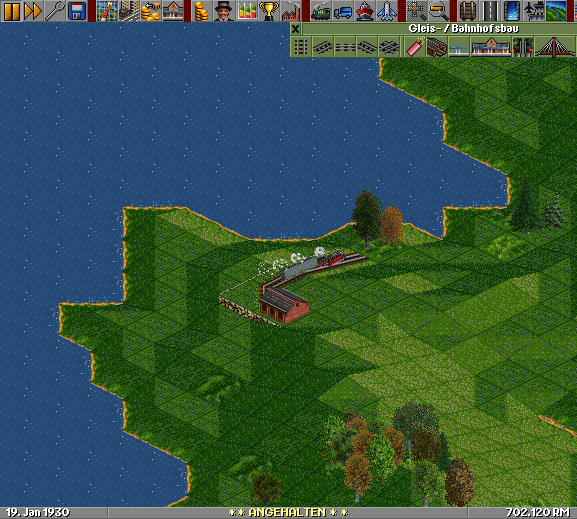 Gleis- / Bahnhofsbau
19. Jan 1930
* * ANGEHALTEN * *
702.120 RM